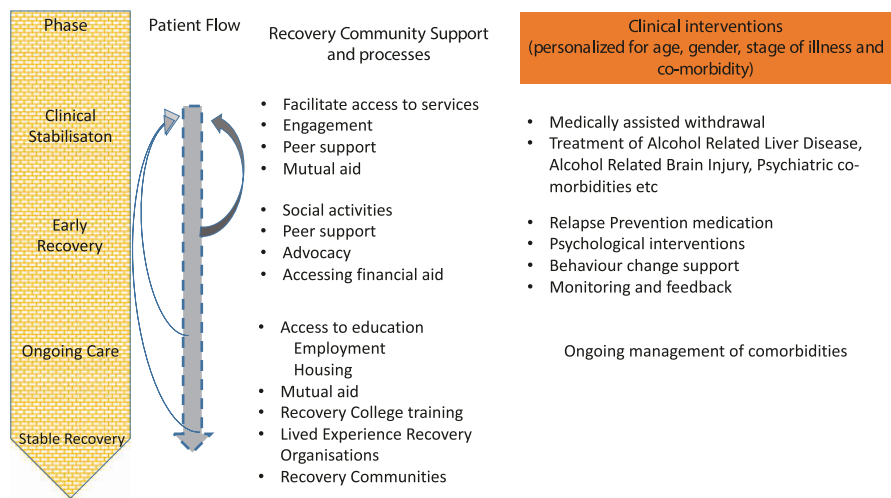 Phase
Patient Flow
Recovery Community Support
and processes
Clinical interventions
(personalized for age, gender, stage of illness and
co-morbidity)
Clinical
Stabilisaton
• Facilitate access to services
• Engagement
• Peer support
• Mutual aid
• Medically assisted withdrawal
• Treatment of Alcohol Related Liver Disease,
Alcohol Related Brain Injury, Psychiatric co-
morbidities etc
Early
Recovery
• Social activities
• Peer support
• Advocacy
• Accessing financial aid
• Relapse Prevention medication
• Psychological interventions
• Behaviour change support
• Monitoring and feedback
Ongoing Care
• Access to education
Employment
Housing
• Mutual aid
• Recovery College training
• Lived Experience Recovery
Organisations
• Recovery Communities
Ongoing management of comorbidities
Stable Recovery